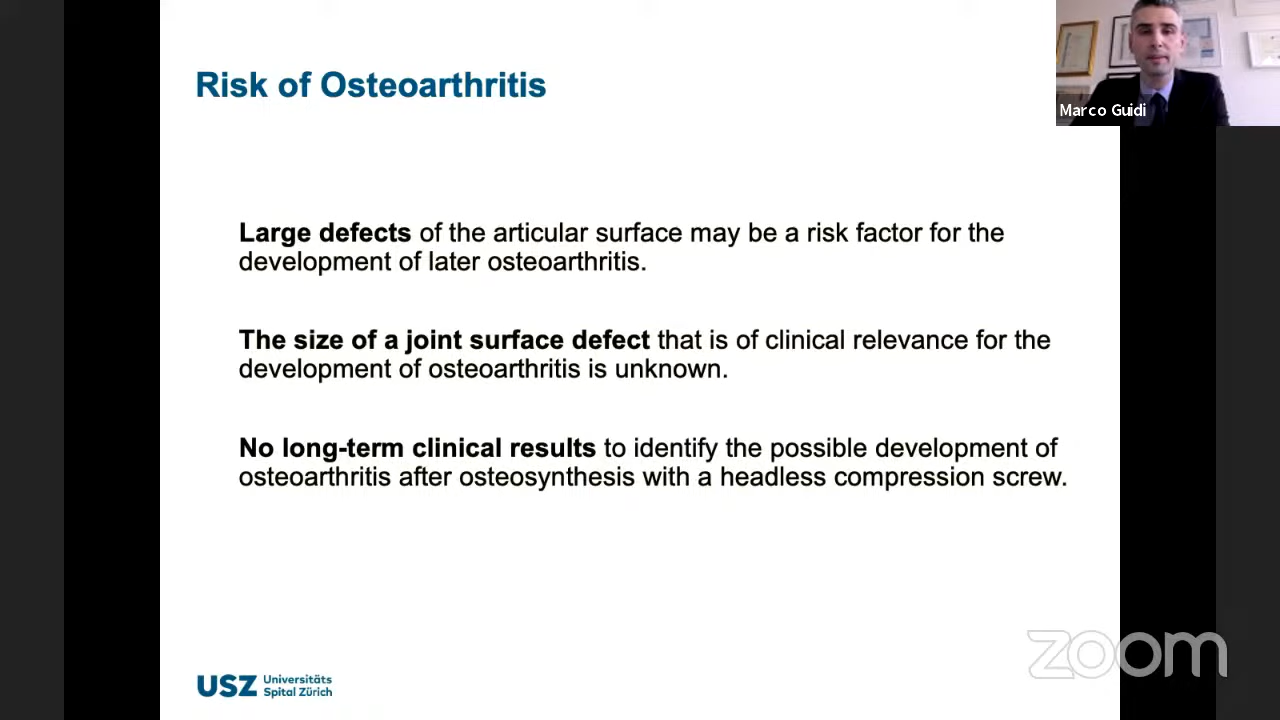 Risk of Osteoarthritis
Marco Guidi
Large defects of the articular surface may be a risk factor for the
development of later osteoarthritis.
The size of a joint surface defect that is of clinical relevance for the
development of osteoarthritis is unknown.
No long-term clinical results to identify the possible development of
osteoarthritis after osteosynthesis with a headless compression screw.
zoom
USZ Universitäts
Spital Zürich